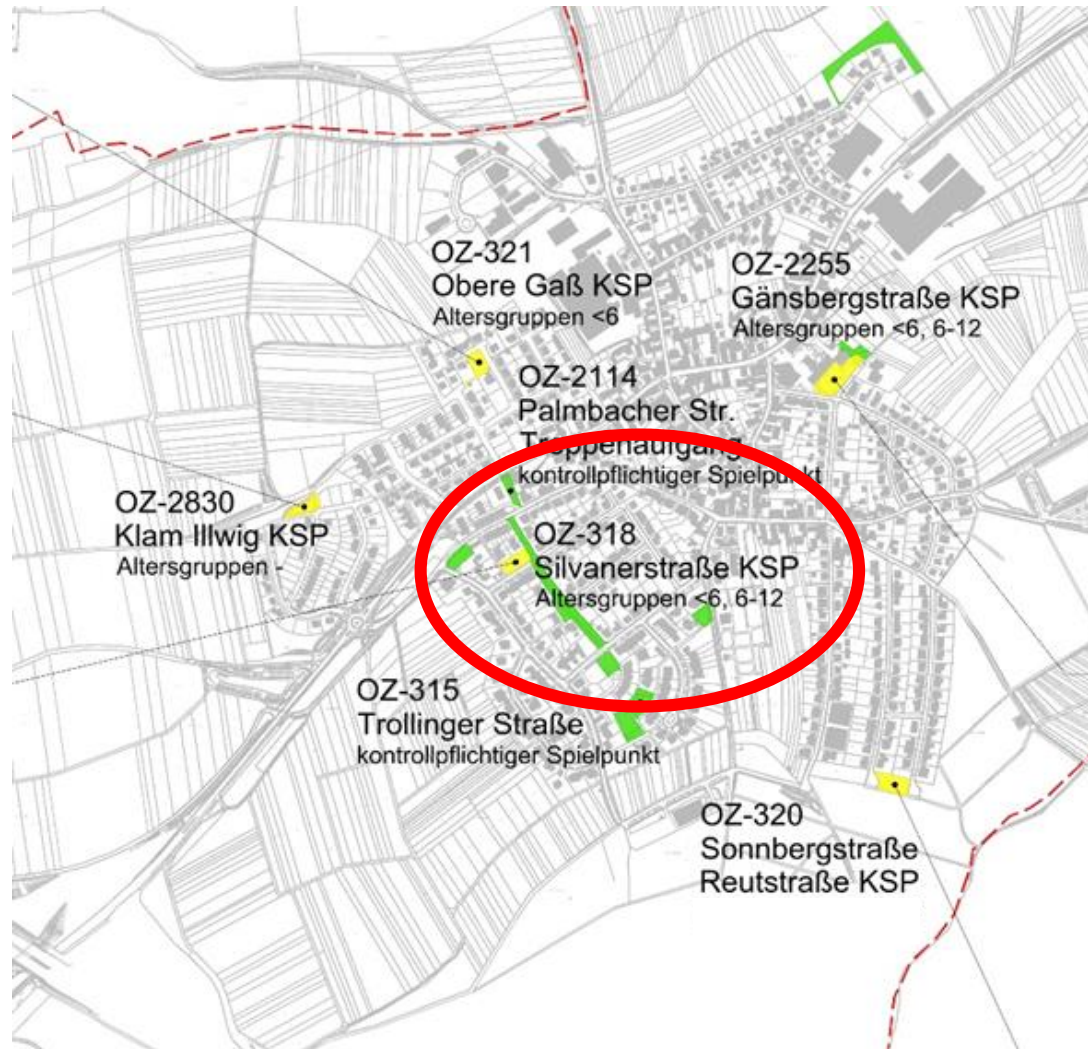 OZ-321
Obere Gaß KSP
Altersgruppen <6
OZ-2255
Gänsbergstraße KSP
Altersgruppen <6, 6-12
OZ-2114
Palmbacher Str.
Treppenaufgang
kontrollpflichtiger Spielpunkt
OZ-2830
Klam Illwig KSP
Altersgruppen -
OZ-318
Silvanerstraße KSP
Altersgruppen <6, 6-12
OZ-315
Trollinger Straße
kontrollpflichtiger Spielpunkt
OZ-320
Sonnbergstraße
Reutstraße KSP